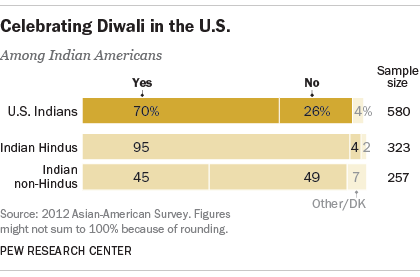 Celebrating Diwali in the U.S.
Among Indian Americans
Yes No Sample size
U.S. Indians 70% 26% 4% 580
Indian Hindus 95 4 2 323
Indian non-Hindus 45 49 7 257
Other/DK
Source: 2012 Asian-American Survey. Figures
might not sum to 100% because of rounding.
PEW RESEARCH CENTER